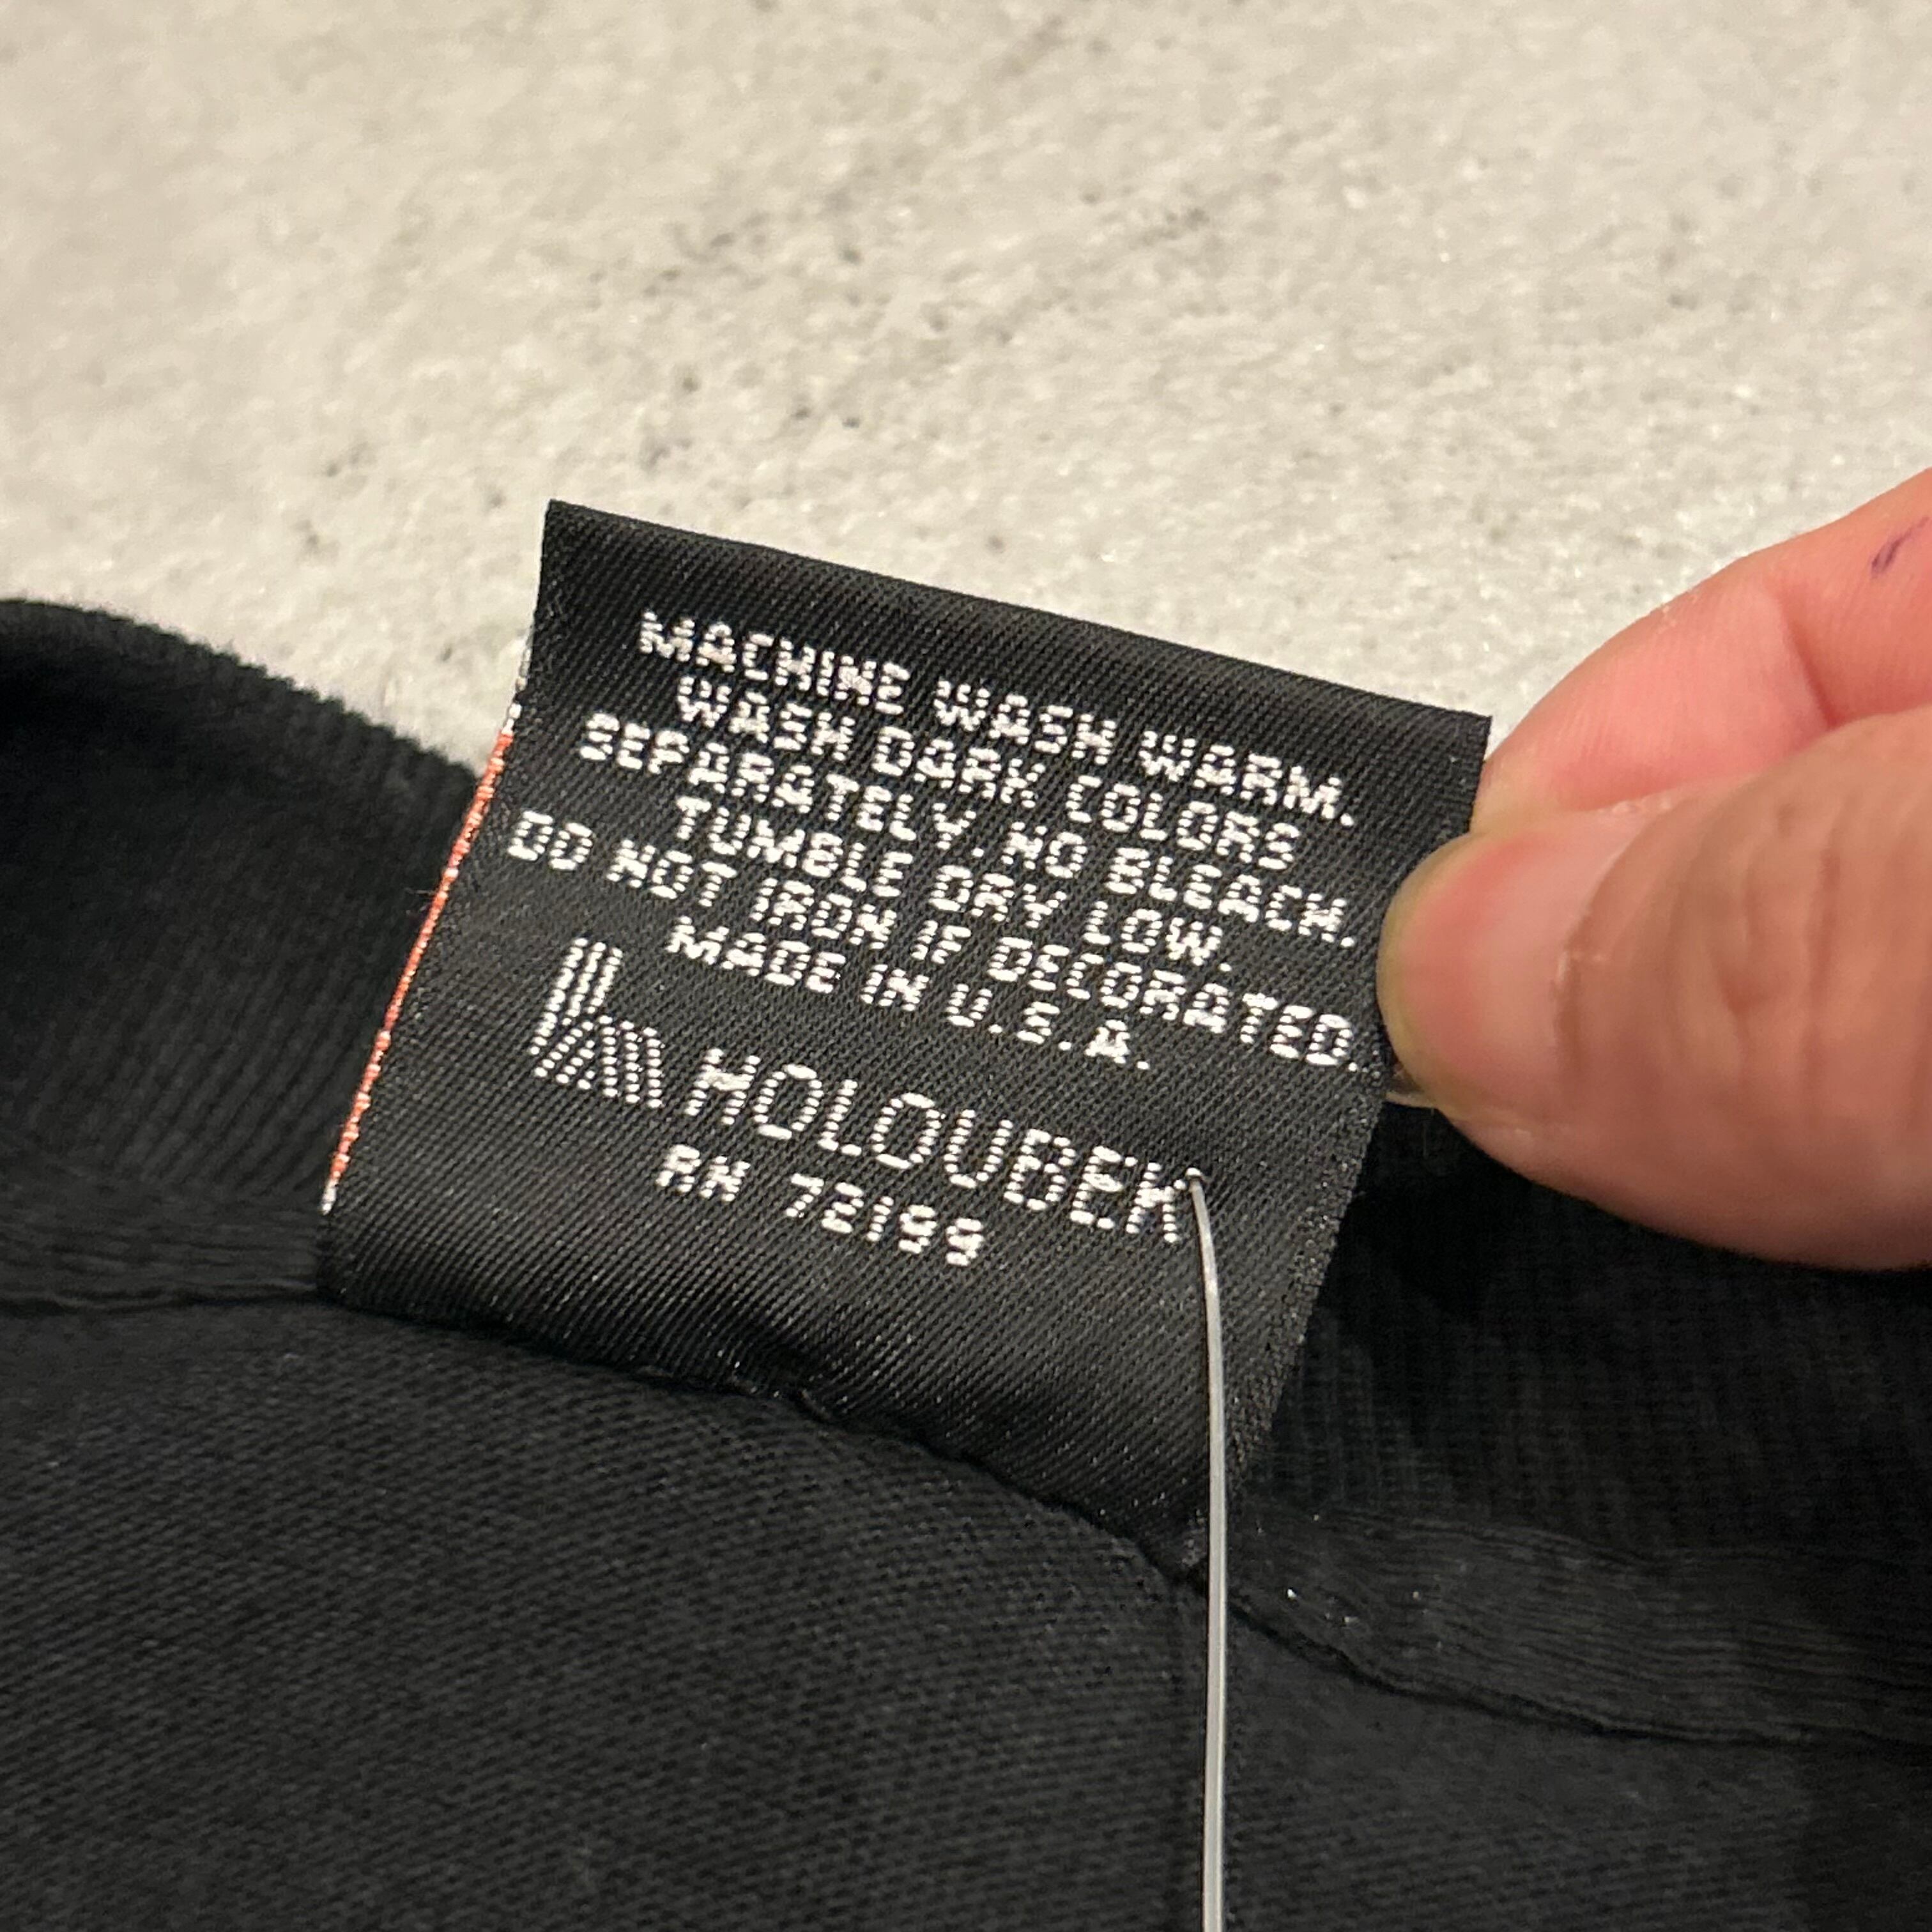 MACHINE WASH WARM.
WASH DARK COLORS
SEPARATELY. NO BLEACH.
TUMBLE DRY LOW.
DO NOT IRON IF DECORATED.
MADE IN U.S.A.
HOLOUBEK
RN 72199